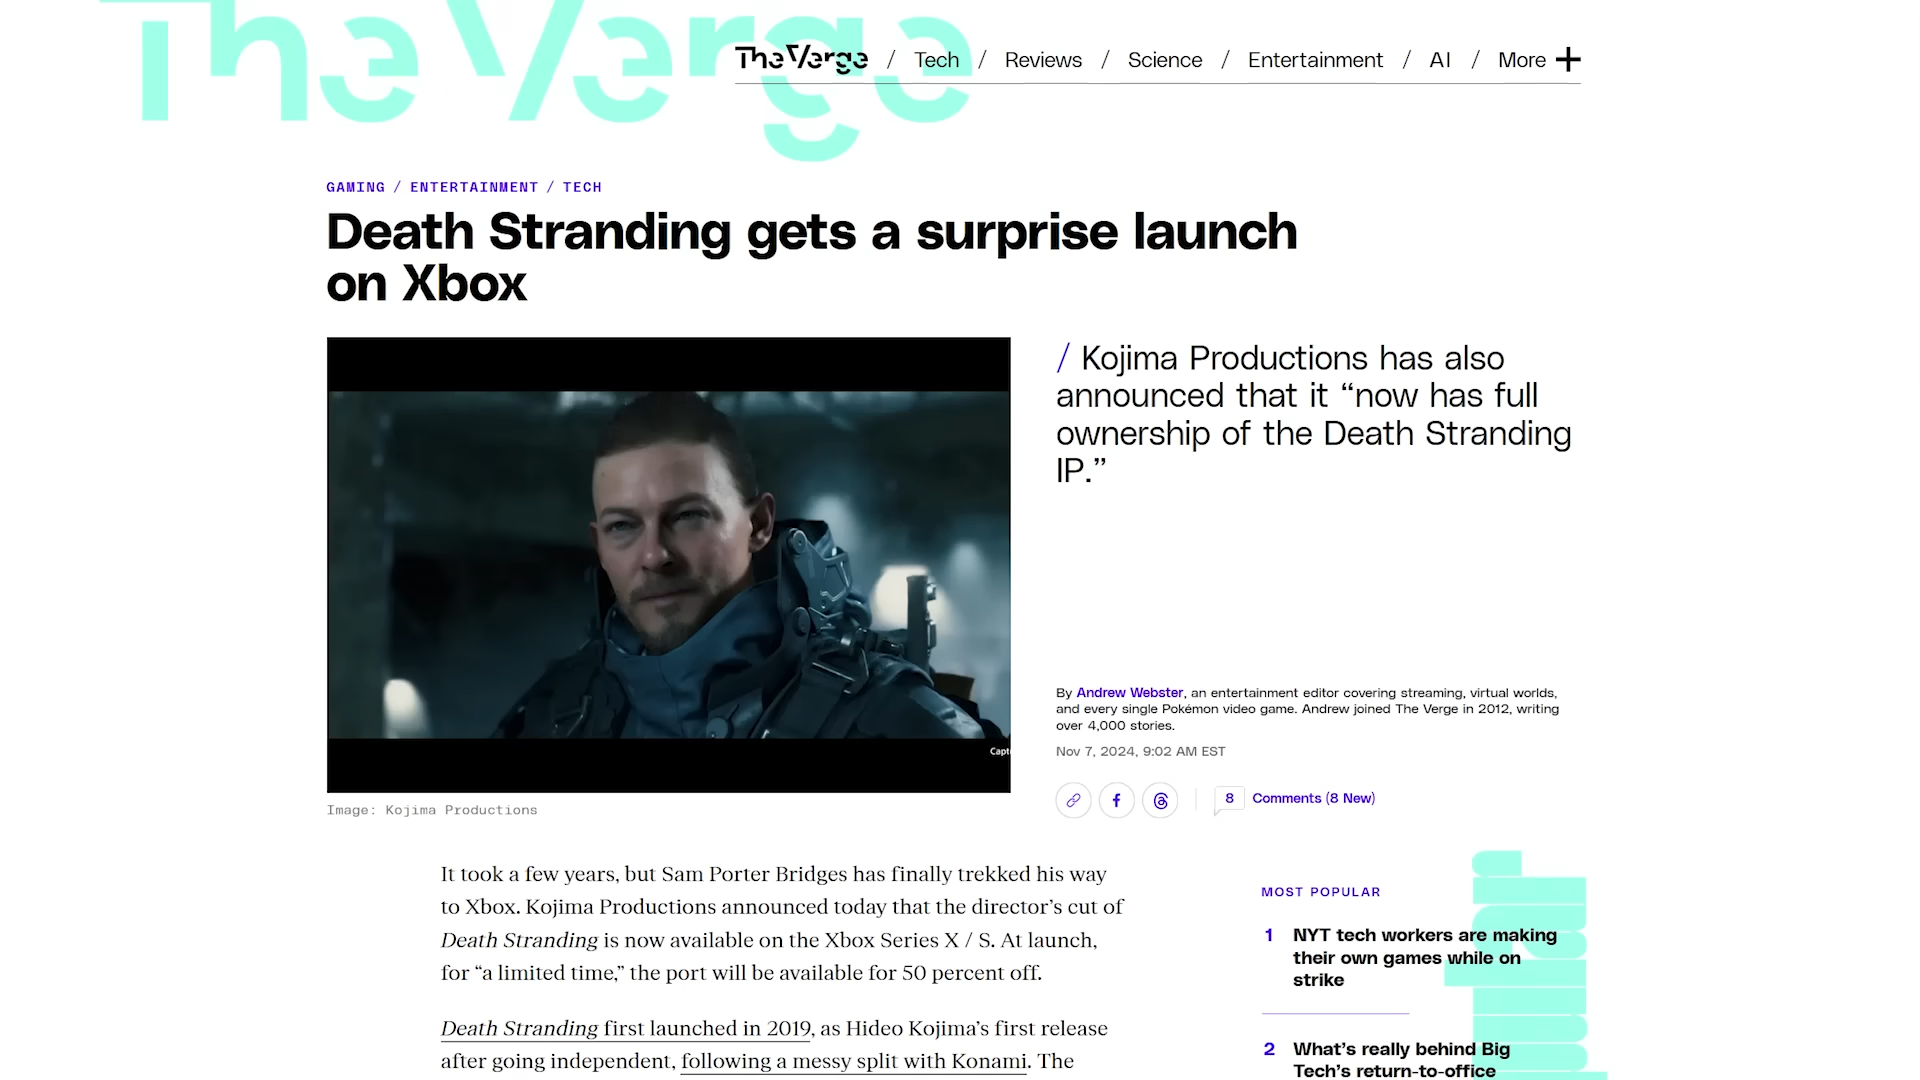 The Verge
The Verge / Tech / Reviews / Science / Entertainment / AI / More +
GAMING / ENTERTAINMENT / TECH
Death Stranding gets a surprise launch
on Xbox
/ Kojima Productions has also
announced that it “now has full
ownership of the Death Stranding
IP.”
By Andrew Webster, an entertainment editor covering streaming, virtual worlds,
and every single Pokémon video game. Andrew joined The Verge in 2012, writing
over 4,000 stories.
Nov 7, 2024, 9:02 AM EST
8 Comments (8 New)
Image: Kojima Productions
It took a few years, but Sam Porter Bridges has finally trekked his way
to Xbox. Kojima Productions announced today that the director’s cut of
Death Stranding is now available on the Xbox Series X / S. At launch,
for “a limited time,” the port will be available for 50 percent off.
Death Stranding first launched in 2019, as Hideo Kojima’s first release
after going independent, following a messy split with Konami. The
MOST POPULAR
1 NYT tech workers are making
their own games while on
strike
2 What’s really behind Big
Tech’s return-to-office